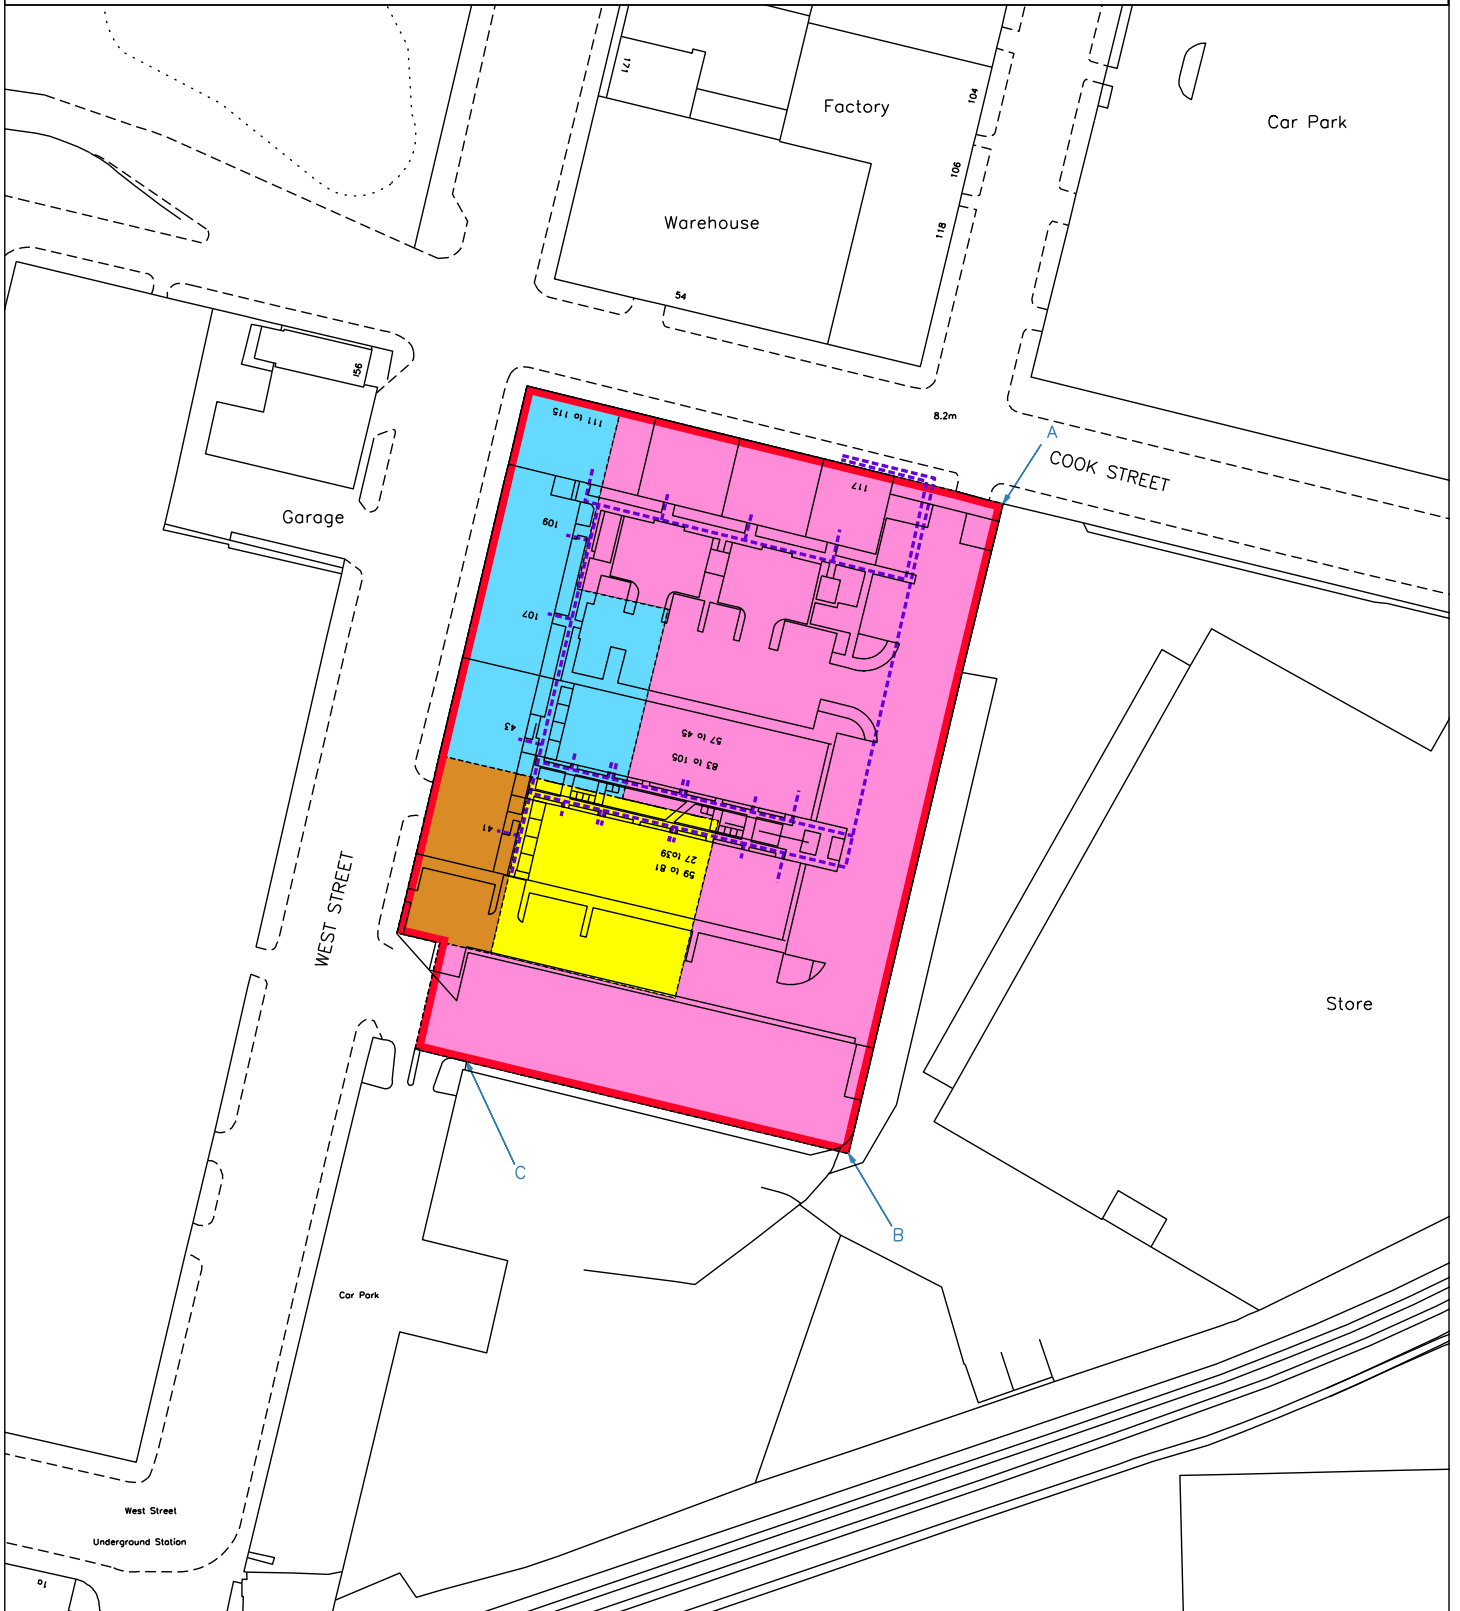 171
104
Factory
Car Park
106
Warehouse
118
54
156
111 to 115
8.2m
A
COOK STREET
117
Garage
109
107
43
57 to 45
83 to 105
41
27 to39
59 to 81
WEST STREET
Store
C
B
Car Park
West Street
Underground Station
1a